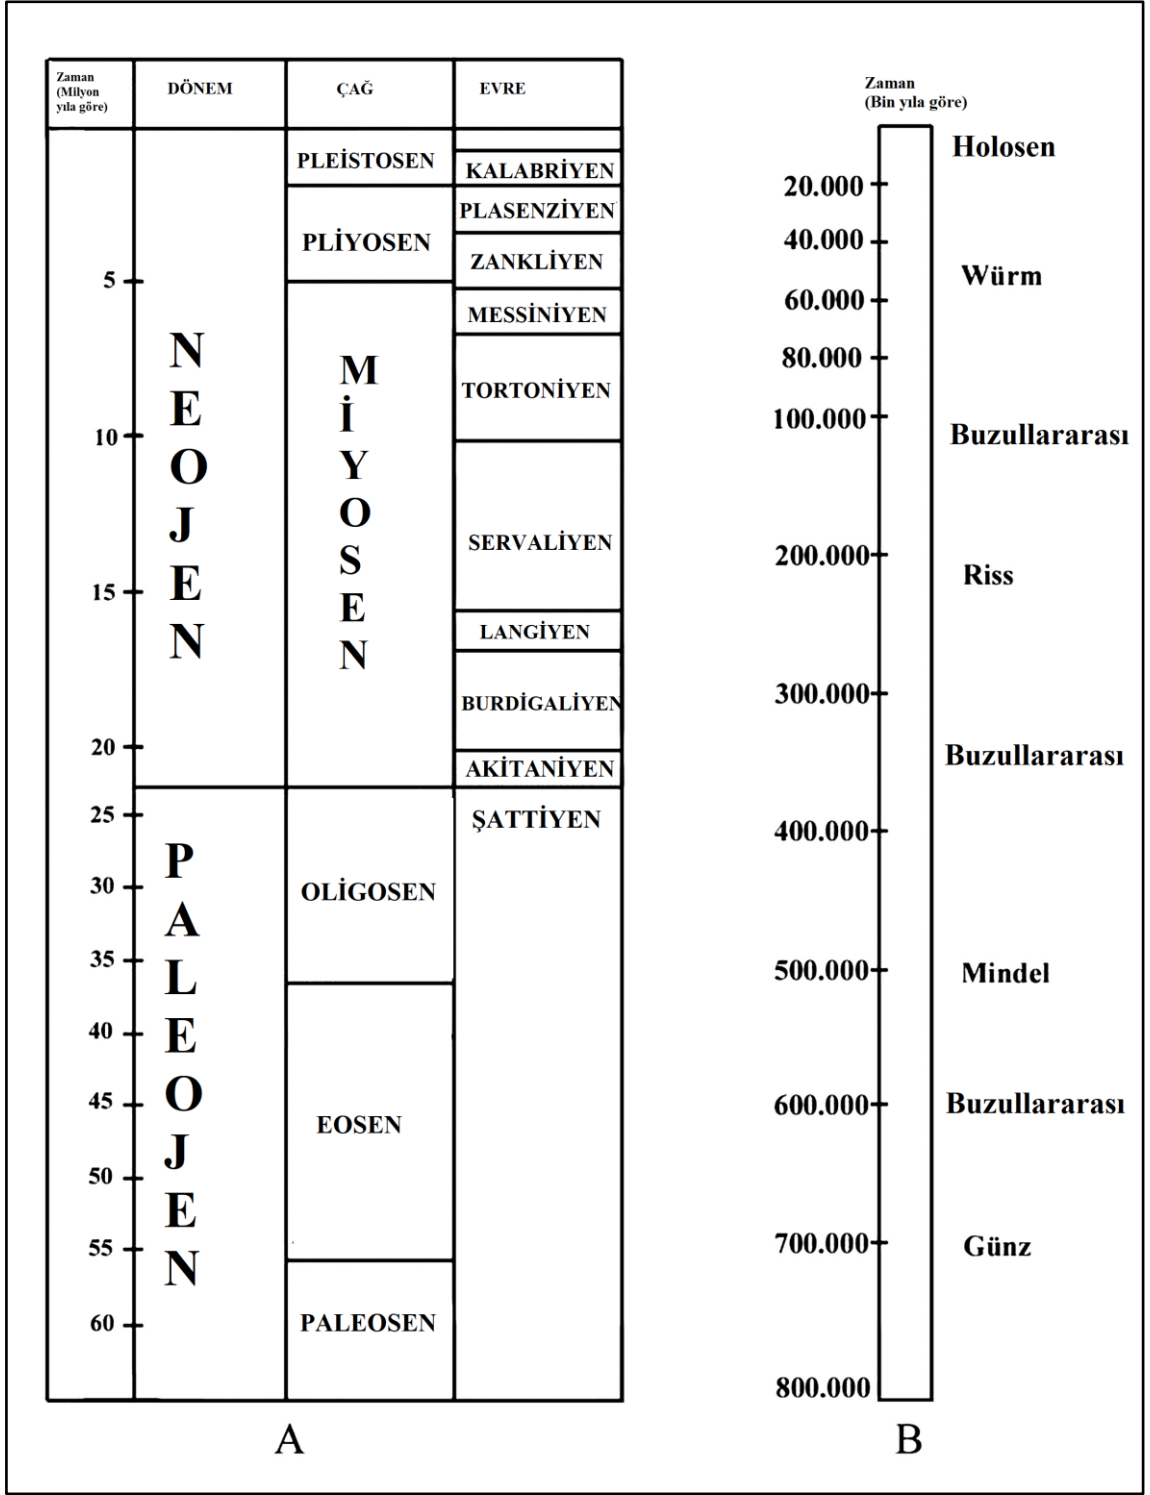 Zaman
(Milyon
yıla göre)
DÖNEM
ÇAĞ
EVRE
PLEİSTOSEN
KALABRİYEN
PLASENZİYEN
PLİYOSEN
ZANKLİYEN
5
MESSİNİYEN
N
E
O
J
E
N
M
İ
Y
O
S
E
N
TORTONİYEN
10
SERVALİYEN
15
LANGİYEN
BURDİGALİYEN
20
AKİTANİYEN
25
ŞATTİYEN
P
A
L
E
O
J
E
N
30
OLİGOSEN
35
40
45
EOSEN
50
55
60
PALEOSEN
A
Zaman
(Bin yıla göre)
Holosen
20.000
40.000
Würm
60.000
80.000
100.000
Buzullararası
200.000
Riss
300.000
Buzullararası
400.000
500.000
Mindel
600.000
Buzullararası
700.000
Günz
800.000
B